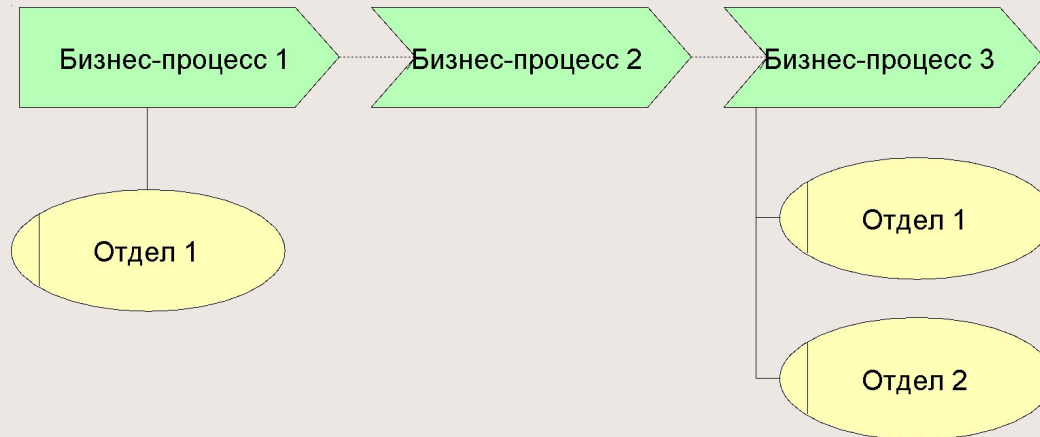 Бизнес-процесс 1
Бизнес-процесс 2
Бизнес-процесс 3
Отдел 1
Отдел 1
Отдел 2